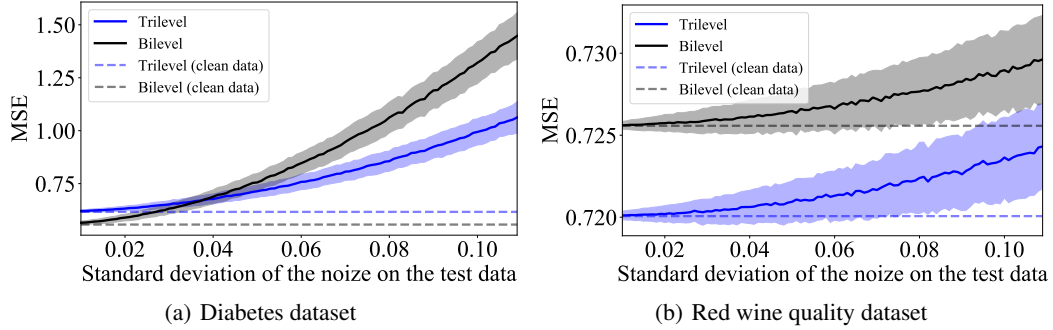 1.50
1.25
1.00
0.75
MSE
Trilevel
Bilevel
Trilevel (clean data)
Bilevel (clean data)
0.02 0.04 0.06 0.08 0.10
Standard deviation of the noize on the test data
(a) Diabetes dataset
0.730
0.725
0.720
MSE
Trilevel
Bilevel
Trilevel (clean data)
Bilevel (clean data)
0.02 0.04 0.06 0.08 0.10
Standard deviation of the noize on the test data
(b) Red wine quality dataset